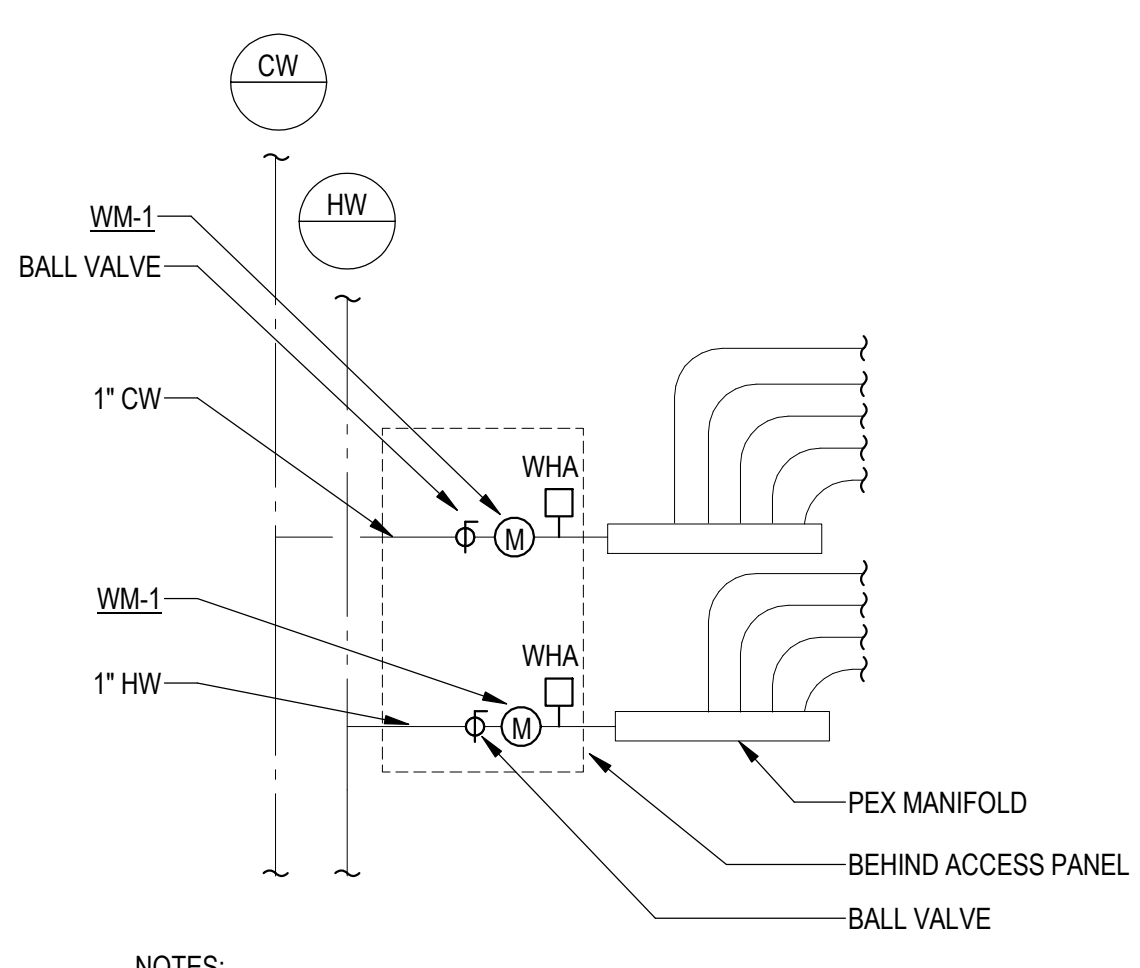 CW
HW
WM-1
BALL VALVE
1" CW
WHA
M
WM-1
WHA
1" HW
M
PEX MANIFOLD
BEHIND ACCESS PANEL
BALL VALVE
NOTES: